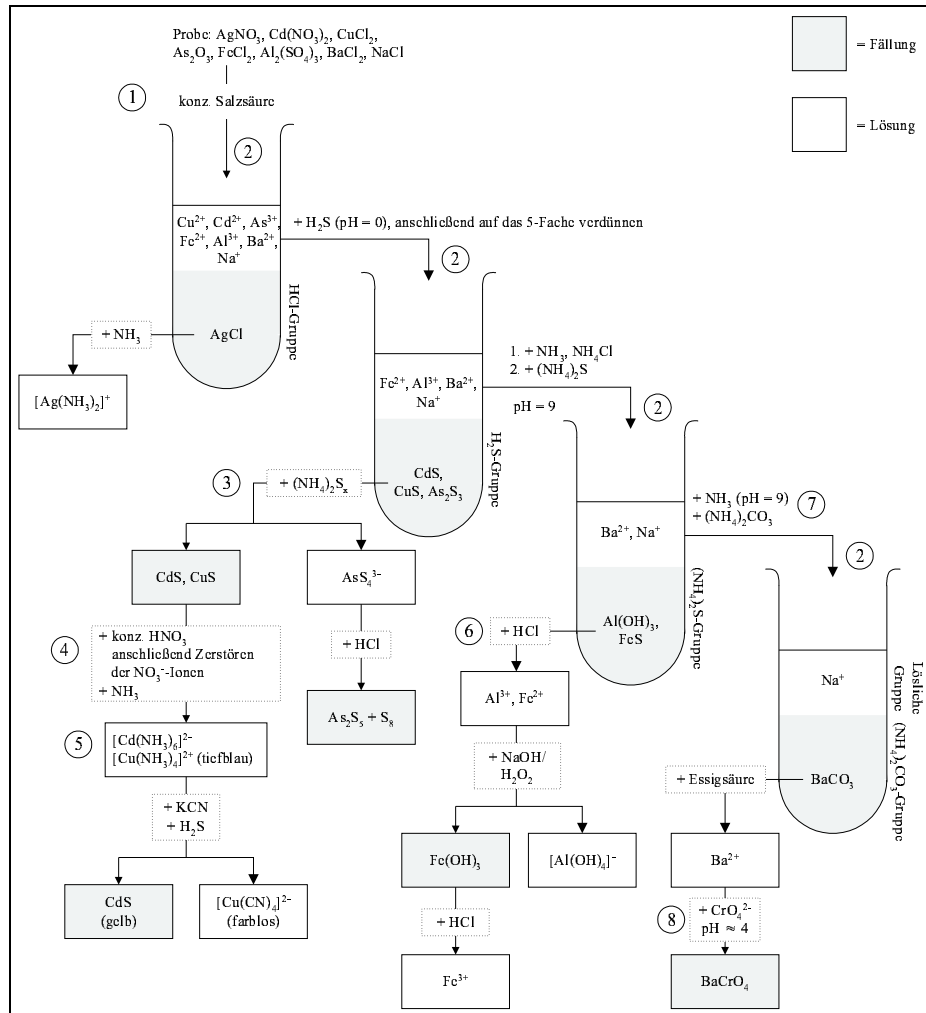 Probe: AgNO₃, Cd(NO₃)₂, CuCl₂,
As₂O₃, FeCl₂, Al₂(SO₄)₃, BaCl₂, NaCl
= Fällung
= Lösung
1
konz. Salzsäure
2
Cu²⁺, Cd²⁺, As³⁺,
Fe²⁺, Al³⁺, Ba²⁺,
Na⁺
AgCl
HCl-Gruppe
+ NH₃
[Ag(NH₃)₂]⁺
+ H₂S (pH = 0), anschließend auf das 5-Fache verdünnen
2
Fe²⁺, Al³⁺, Ba²⁺,
Na⁺
CdS,
CuS, As₂S₃
H₂S-Gruppe
1. + NH₃, NH₄Cl
2. + (NH₄)₂S
pH = 9
2
3
+ (NH₄)₂Sₓ
CdS, CuS
AsS₄³⁻
+ HCl
As₂S₅ + S₈
4
+ konz. HNO₃
anschließend Zerstören
der NO₃⁻-Ionen
+ NH₃
5
[Cd(NH₃)₆]²⁻
[Cu(NH₃)₄]²⁺ (tiefblau)
+ KCN
+ H₂S
CdS
(gelb)
[Cu(CN)₄]²⁻
(farblos)
Ba²⁺, Na⁺
Al(OH)₃,
FeS
(NH₄)₂S-Gruppe
6
+ HCl
Al³⁺, Fe²⁺
+ NaOH/
H₂O₂
Fe(OH)₃
[Al(OH)₄]⁻
+ HCl
Fe³⁺
+ NH₃ (pH = 9)
+ (NH₄)₂CO₃
7
2
Na⁺
BaCO₃
Lösliche
Gruppe
(NH₄)₂CO₃-Gruppe
+ Essigsäure
Ba²⁺
8
+ CrO₄²⁻
pH ≈ 4
BaCrO₄